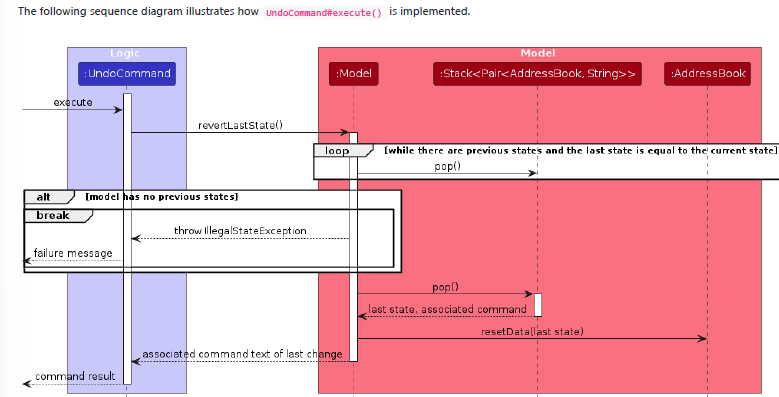 The following sequence diagram illustrates how UndoCommand#execute() is implemented.
Logic
Model
:UndoCommand
:Model
:Stack<Pair<AddressBook, String>>
:AddressBook
execute
revertLastState()
loop [while there are previous states and the last state is equal to the current state]
pop()
alt [model has no previous states]
break
throw IllegalStateException
failure message
pop()
last state, associated command
resetData(last state)
associated command text of last change
command result